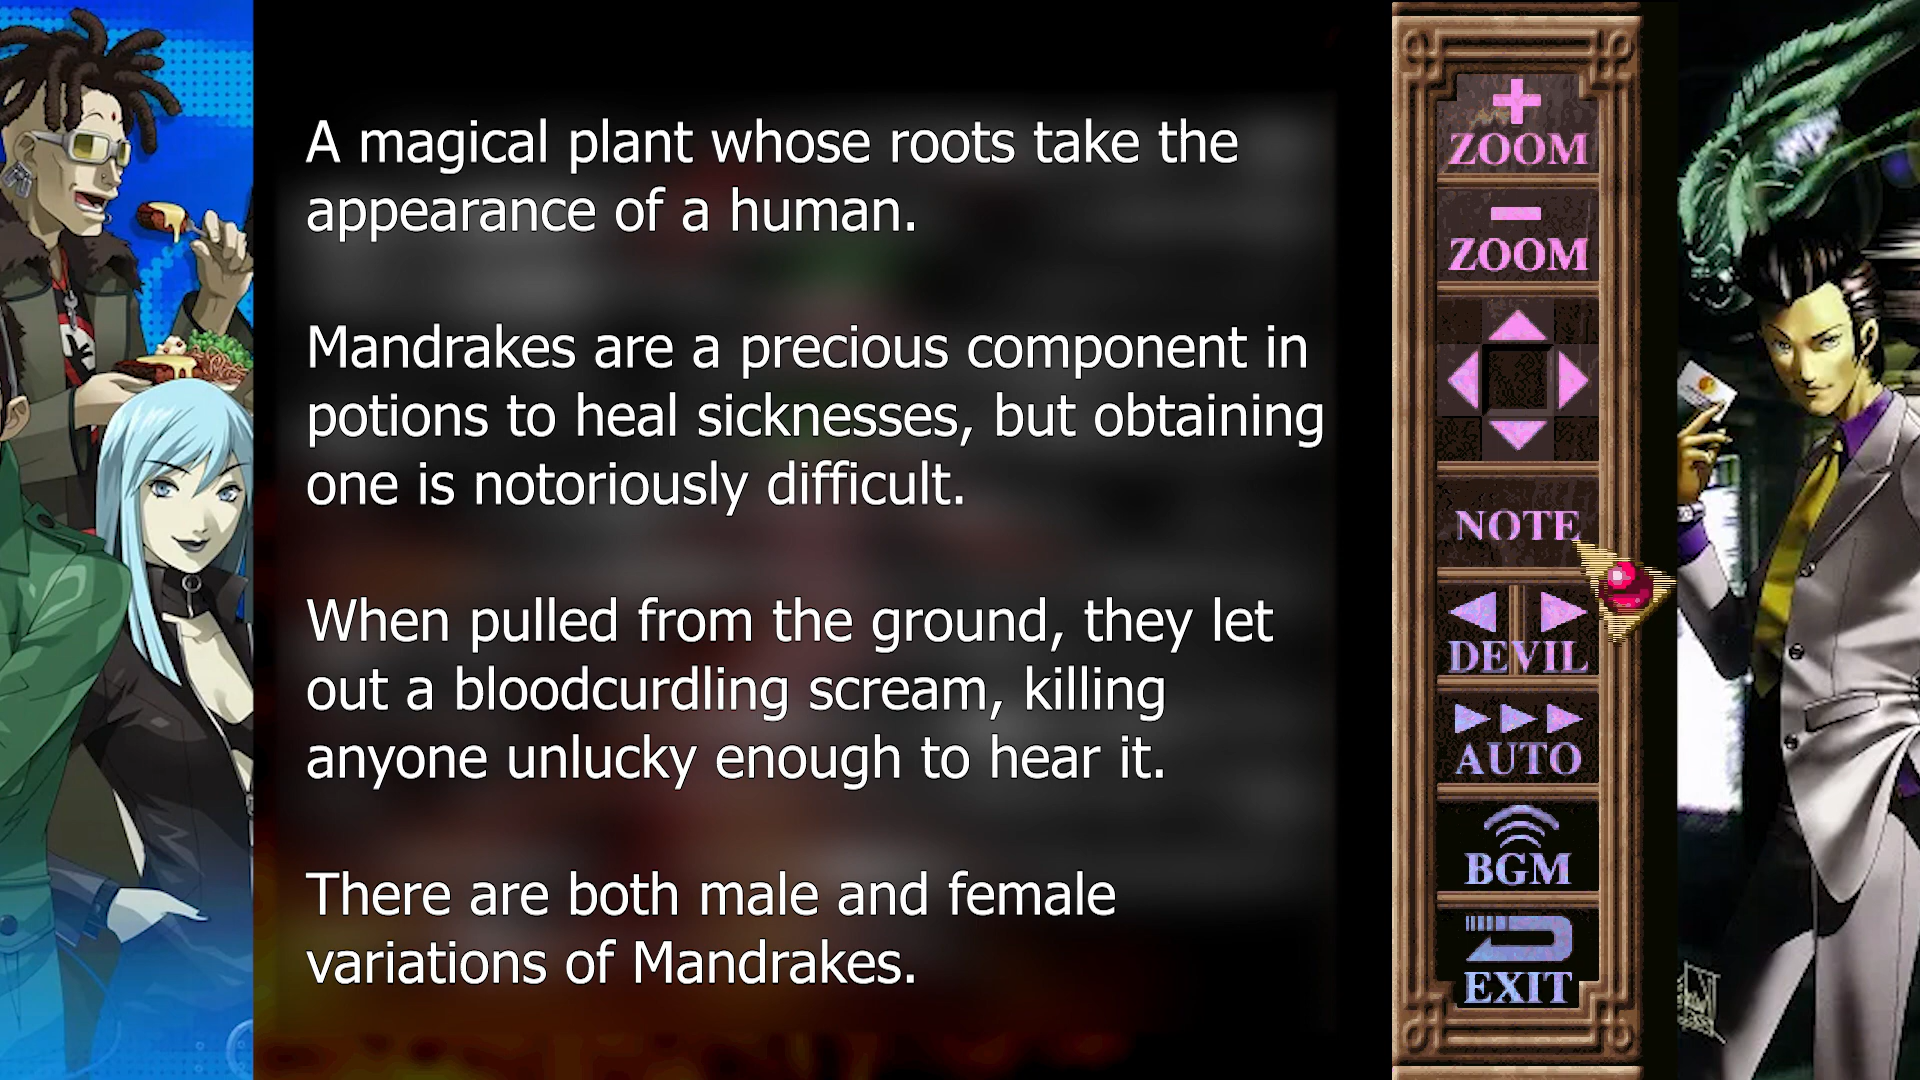 A magical plant whose roots take the
appearance of a human.
Mandrakes are a precious component in
potions to heal sicknesses, but obtaining
one is notoriously difficult.
When pulled from the ground, they let
out a bloodcurdling scream, killing
anyone unlucky enough to hear it.
There are both male and female
variations of Mandrakes.
ZOOM
ZOOM
NOTE
DEVIL
AUTO
BGM
EXIT